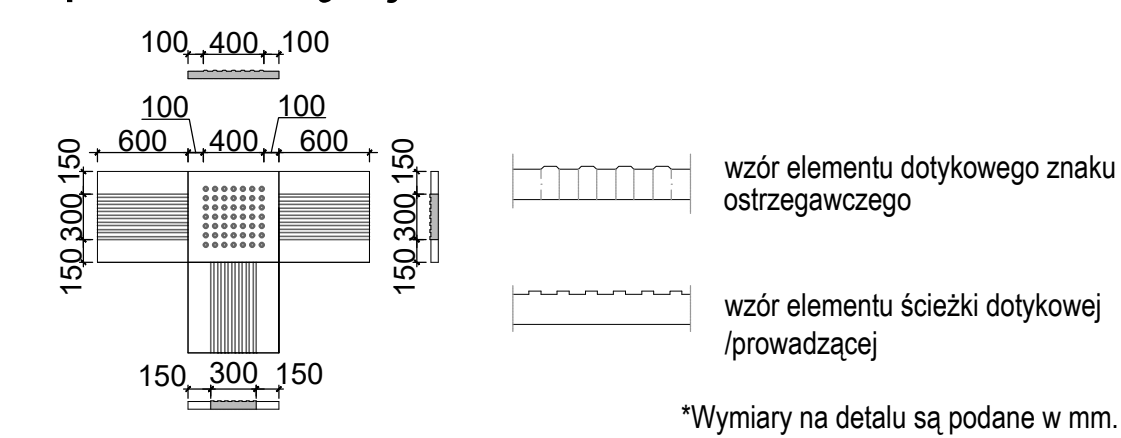 100 400 100
100 100
600 400 600
150 300 150
150 300 150
150 300 150
wzór elementu dotykowego znaku
ostrzegawczego
wzór elementu ścieżki dotykowej
/prowadzącej
*Wymiary na detalu są podane w mm.